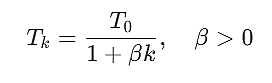 T_k = \frac{T_0}{1 + \beta k}, \quad \beta > 0